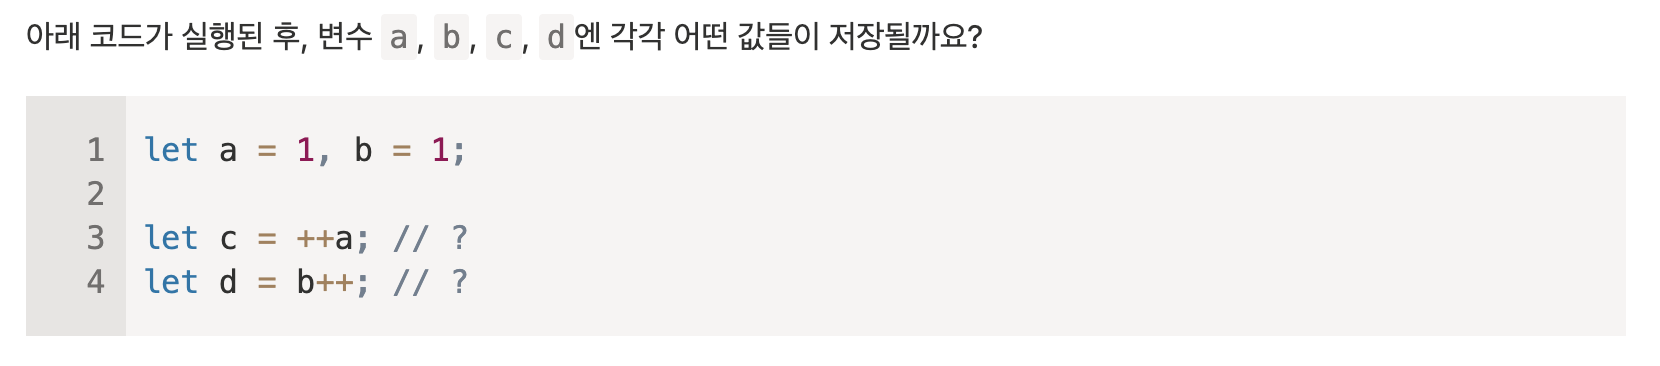 아래 코드가 실행된 후, 변수 a, b, c, d엔 각각 어떤 값들이 저장될까요?
1 let a = 1, b = 1;
2
3 let c = ++a; // ?
4 let d = b++; // ?